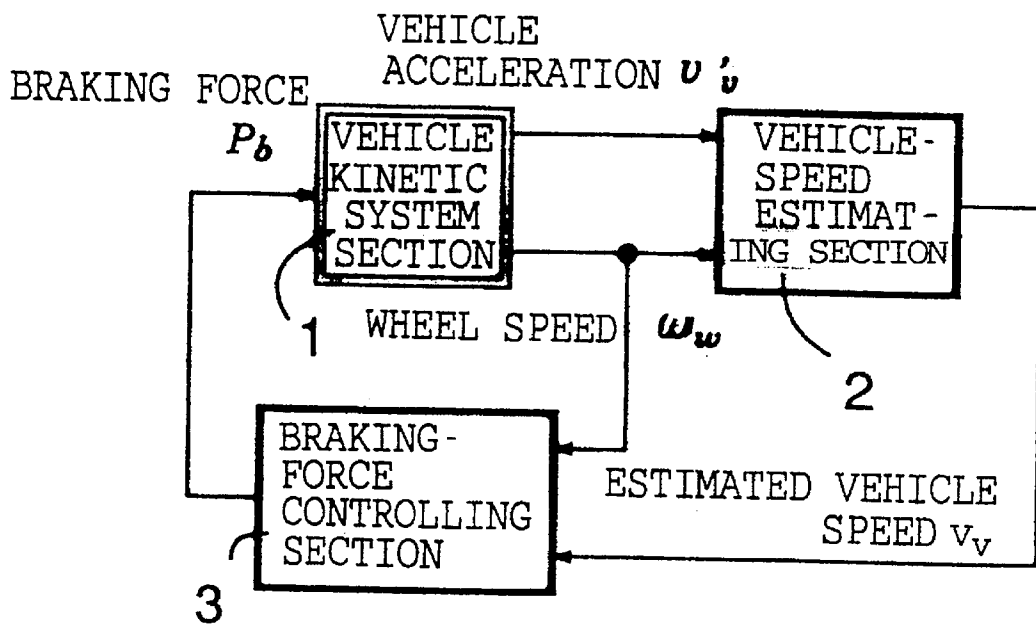 VEHICLE
ACCELERATION υ'v
BRAKING FORCE
Pb
VEHICLE
KINETIC
SYSTEM
SECTION
VEHICLE-
SPEED
ESTIMAT-
ING SECTION
1
WHEEL SPEED ωw
2
BRAKING-
FORCE
CONTROLLING
SECTION
ESTIMATED VEHICLE
SPEED Vv
3